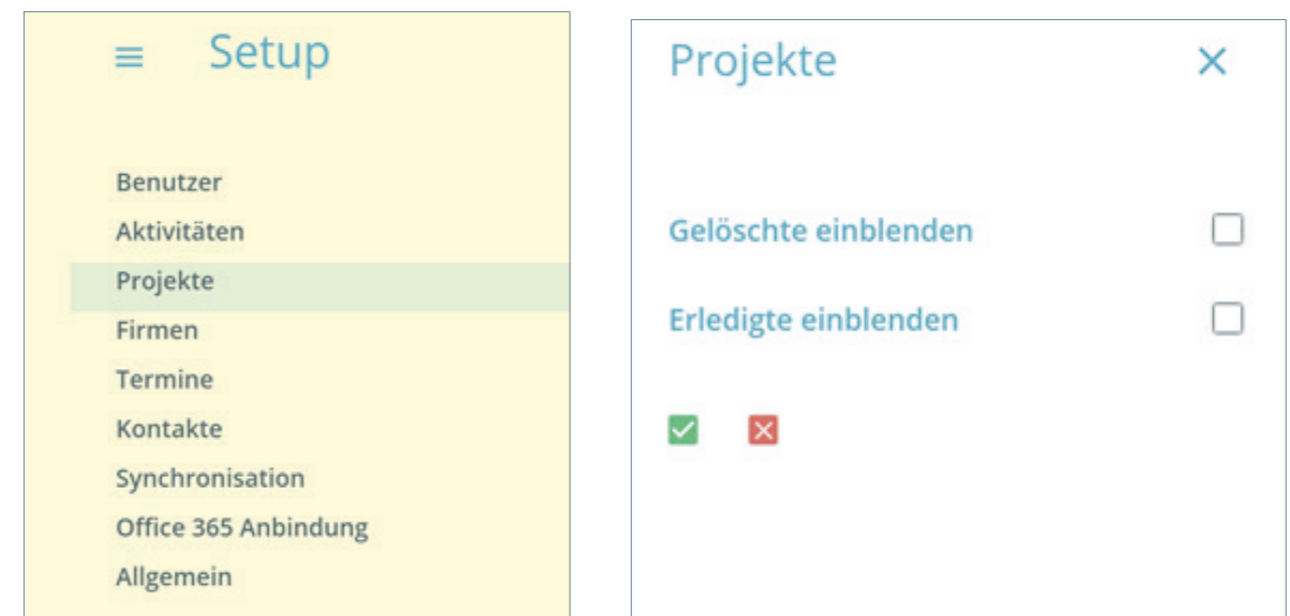 Setup
Benutzer
Aktivitäten
Projekte
Firmen
Termine
Kontakte
Synchronisation
Office 365 Anbindung
Allgemein
Projekte
Gelöschte einblenden
Erledigte einblenden